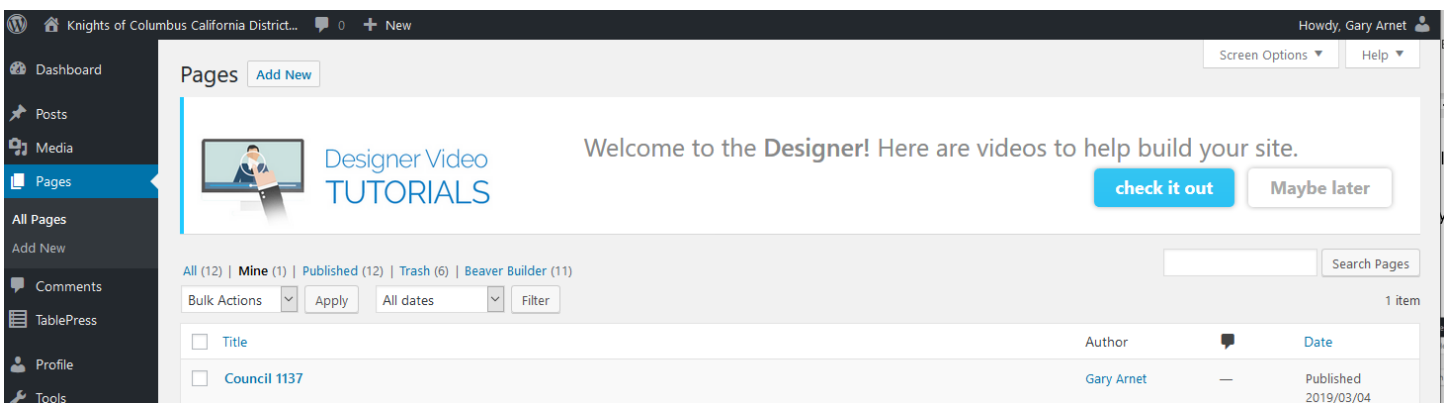 Knights of Columbus California District... 0 + New Howdy, Gary Arnet
Screen Options ▼ Help ▼
Dashboard
Pages Add New
Posts
Media
Pages
All Pages
Add New
Comments
TablePress
Profile
Tools
Designer Video
TUTORIALS
Welcome to the Designer! Here are videos to help build your site.
check it out Maybe later
All (12) | Mine (1) | Published (12) | Trash (6) | Beaver Builder (11)
Search Pages
Bulk Actions Apply All dates Filter
1 item
Title Author Date
Council 1137 Gary Arnet — Published
2019/03/04